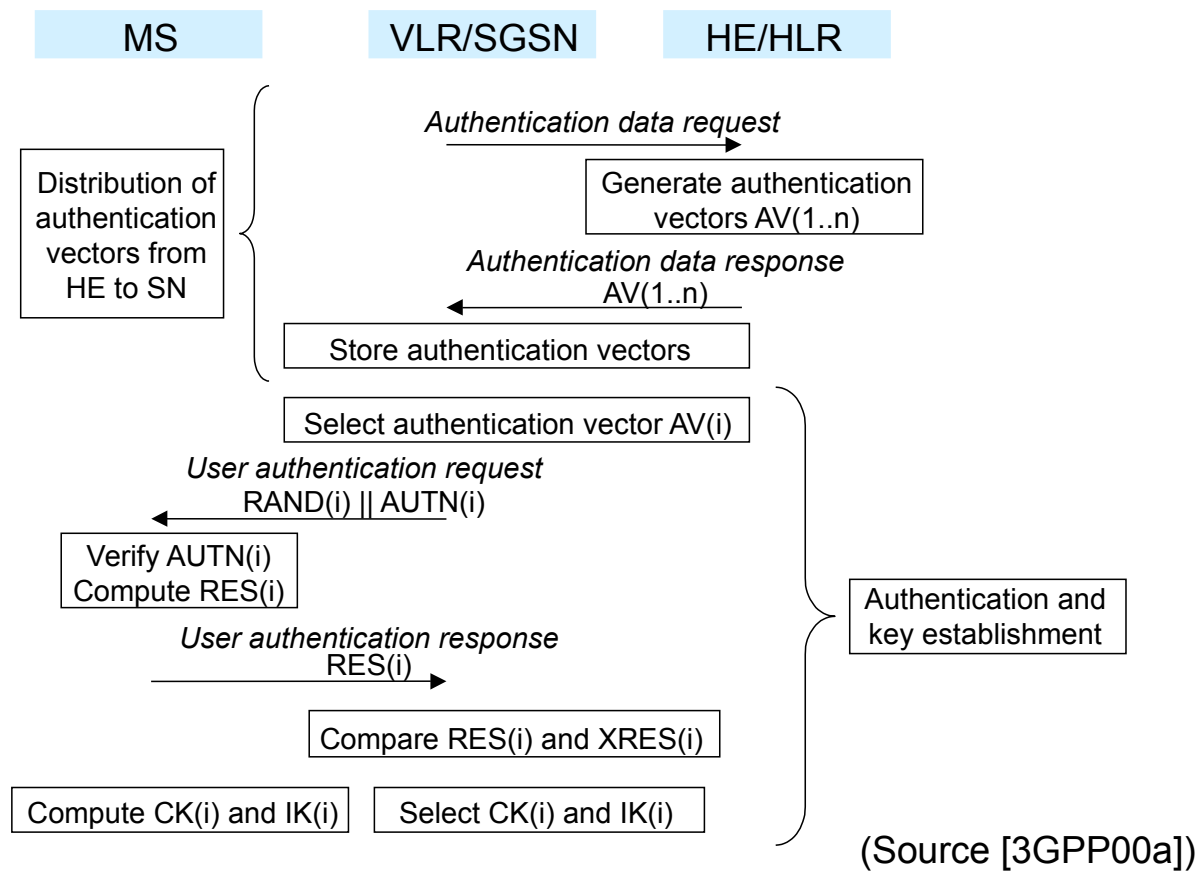 MS
VLR/SGSN
HE/HLR
Authentication data request
Distribution of
authentication
vectors from
HE to SN
Generate authentication
vectors AV(1..n)
Authentication data response
AV(1..n)
Store authentication vectors
Select authentication vector AV(i)
User authentication request
RAND(i) || AUTN(i)
Verify AUTN(i)
Compute RES(i)
Authentication and
key establishment
User authentication response
RES(i)
Compare RES(i) and XRES(i)
Compute CK(i) and IK(i)
Select CK(i) and IK(i)
(Source [3GPP00a])